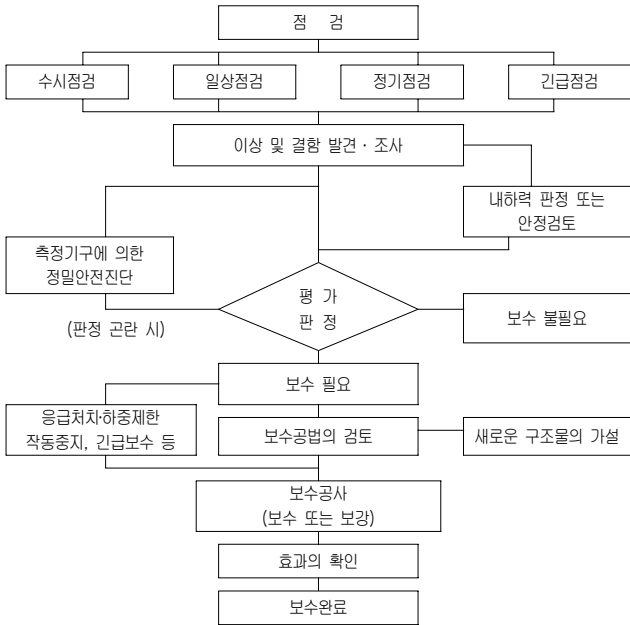 점 검
수시점검
일상점검
정기점검
긴급점검
이상 및 결함 발견·조사
내하력 판정 또는
안정검토
측정기구에 의한
정밀안전진단
평 가
판 정
(판정 곤란 시)
보수 불필요
보수 필요
응급처치·하중제한
작동중지, 긴급보수 등
보수공법의 검토
새로운 구조물의 가설
보수공사
(보수 또는 보강)
효과의 확인
보수완료